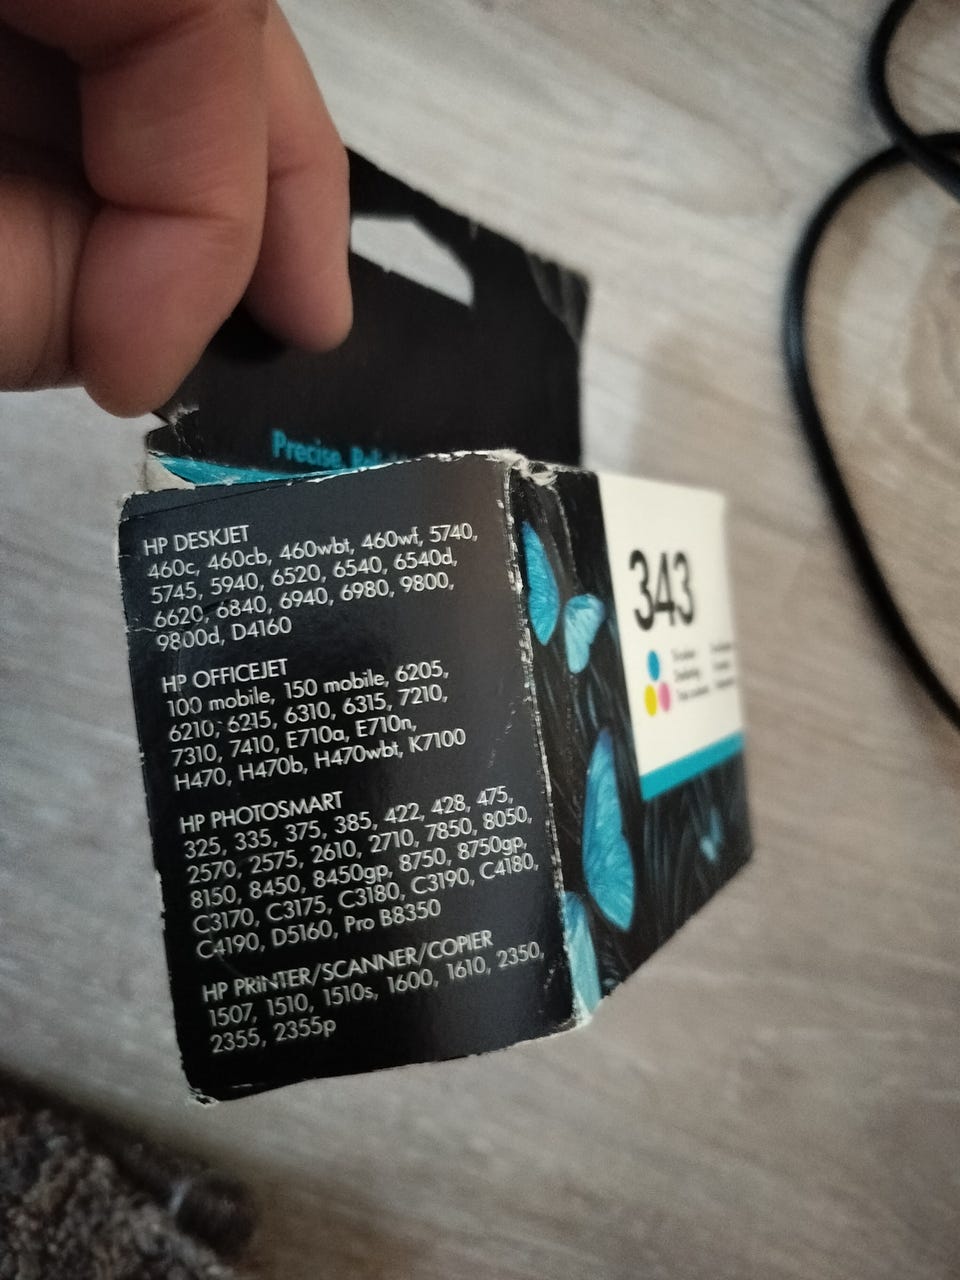 Precise.
HP DESKJET
460c, 460cb, 460wbt, 460wf, 5740,
5745, 5940, 6520, 6540, 6540d,
6620, 6840, 6940, 6980, 9800,
9800d, D4160
HP OFFICEJET
100 mobile, 150 mobile, 6205,
6210, 6215, 6310, 6315, 7210,
7310, 7410, E710a, E710n,
H470, H470b, H470wbt, K7100
HP PHOTOSMART
325, 335, 375, 385, 422, 428, 475,
2570, 2575, 2610, 2710, 7850, 8050,
8150, 8450, 8450gp, 8750, 8750gp,
C3170, C3175, C3180, C3190, C4180,
C4190, D5160, Pro B8350
HP PRINTER/SCANNER/COPIER
1507, 1510, 1510s, 1600, 1610, 2350,
2355, 2355p
343